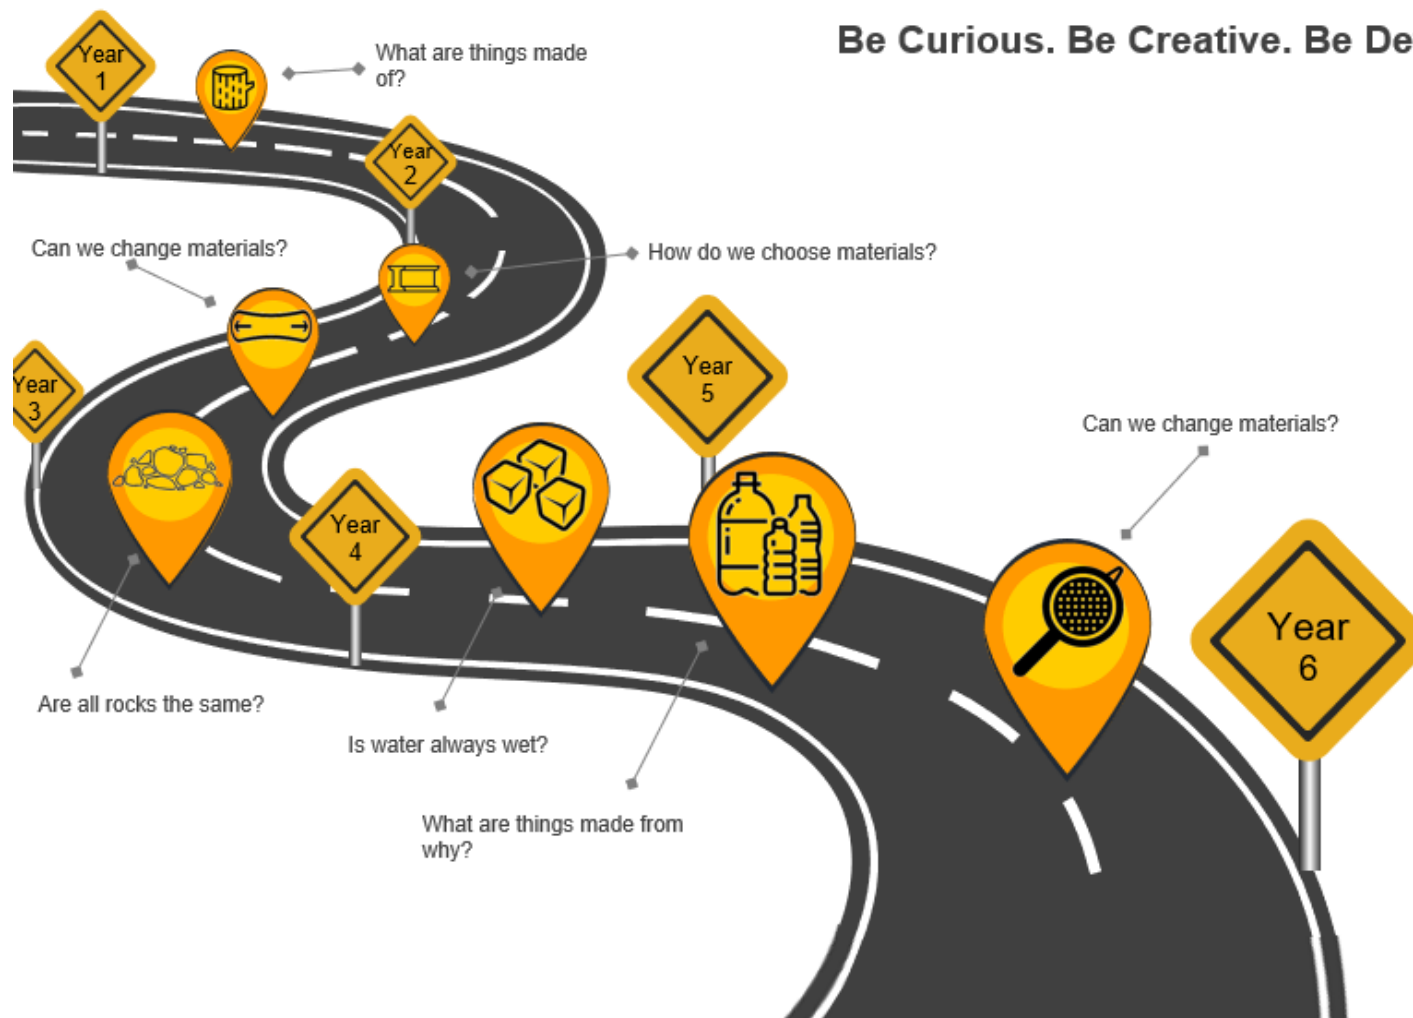 Be Curious. Be Creative. Be De
Year
1
What are things made
of?
Year
2
Can we change materials?
How do we choose materials?
Year
3
Year
5
Can we change materials?
Year
4
Year
6
Are all rocks the same?
Is water always wet?
What are things made from
why?